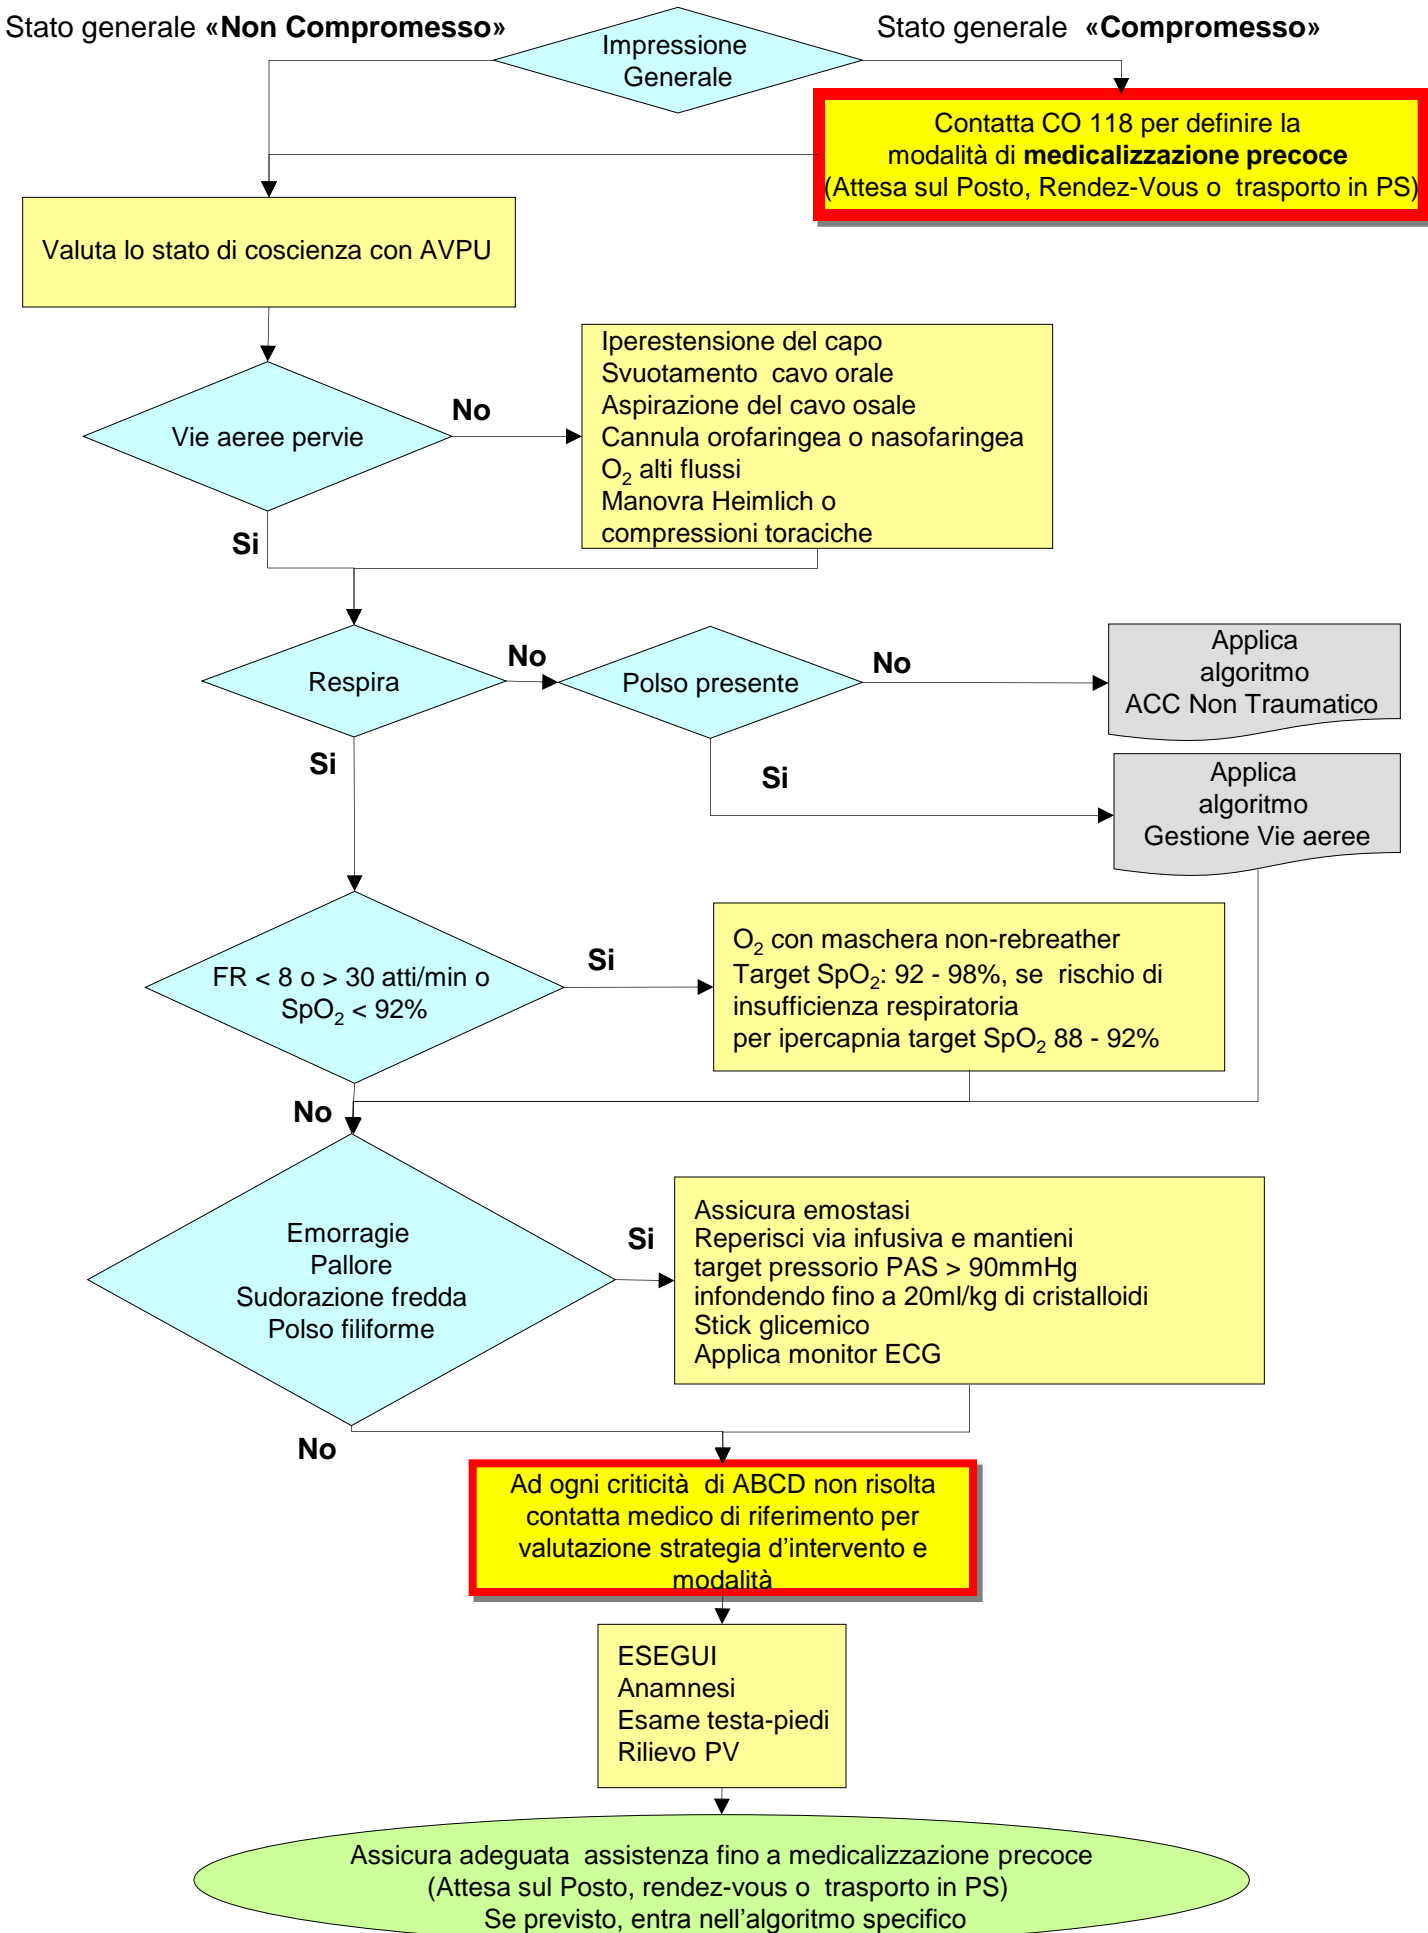 Stato generale «Non Compromesso»
Impressione
Generale
Stato generale «Compromesso»
Contatta CO 118 per definire la
modalità di medicalizzazione precoce
(Attesa sul Posto, Rendez-Vous o trasporto in PS)
Valuta lo stato di coscienza con AVPU
Vie aeree pervie
No
Iperestensione del capo
Svuotamento cavo orale
Aspirazione del cavo osale
Cannula orofaringea o nasofaringea
O2 alti flussi
Manovra Heimlich o
compressioni toraciche
Si
Respira
No
Polso presente
No
Applica
algoritmo
ACC Non Traumatico
Si
Si
Applica
algoritmo
Gestione Vie aeree
FR < 8 o > 30 atti/min o
SpO2 < 92%
Si
O2 con maschera non-rebreather
Target SpO2: 92 - 98%, se rischio di
insufficienza respiratoria
per ipercapnia target SpO2 88 - 92%
No
Emorragie
Pallore
Sudorazione fredda
Polso filiforme
Si
Assicura emostasi
Reperisci via infusiva e mantieni
target pressorio PAS > 90mmHg
infondendo fino a 20ml/kg di cristalloidi
Stick glicemico
Applica monitor ECG
No
Ad ogni criticità di ABCD non risolta
contatta medico di riferimento per
valutazione strategia d'intervento e
modalità
ESEGUI
Anamnesi
Esame testa-piedi
Rilievo PV
Assicura adeguata assistenza fino a medicalizzazione precoce
(Attesa sul Posto, rendez-vous o trasporto in PS)
Se previsto, entra nell'algoritmo specifico